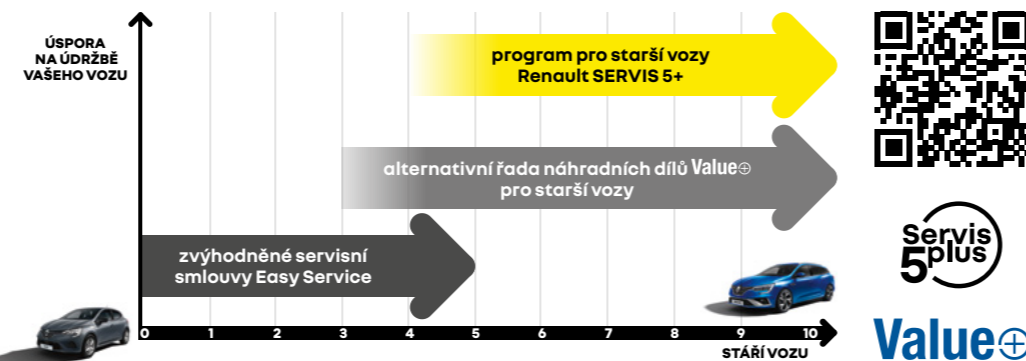 ÚSPORA
NA ÚDRŽBĚ
VAŠEHO VOZU
program pro starší vozy
Renault SERVIS 5+
alternativní řada náhradních dílů Value+
pro starší vozy
zvýhodněné servisní
smlouvy Easy Service
0 1 2 3 4 5 6 7 8 9 10
STÁŘÍ VOZU
Servis
5plus
Value+